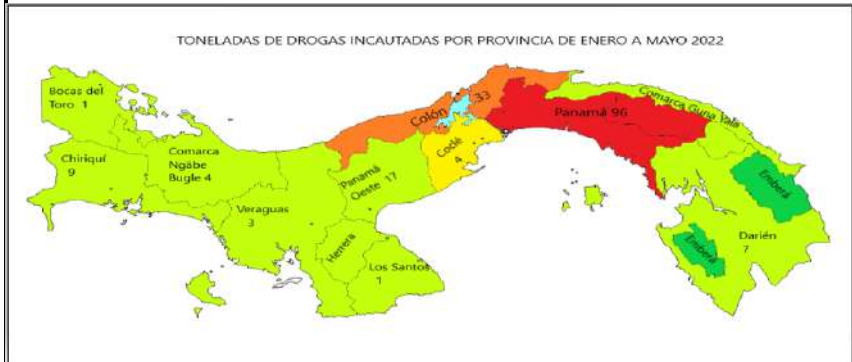 TONELADAS DE DROGAS INCAUTADAS POR PROVINCIA DE ENERO A MAYO 2022
Bocas del
Toro 1
Chiriquí
9
Comarca
Ngäbe
Bugle 4
Veraguas
3
Herrera
Los Santos
1
Panamá
Oeste 17
Coclé
4
Colón 33
Panamá 96
Comarca Guna Yala
Emberá
Emberá
Darién
7